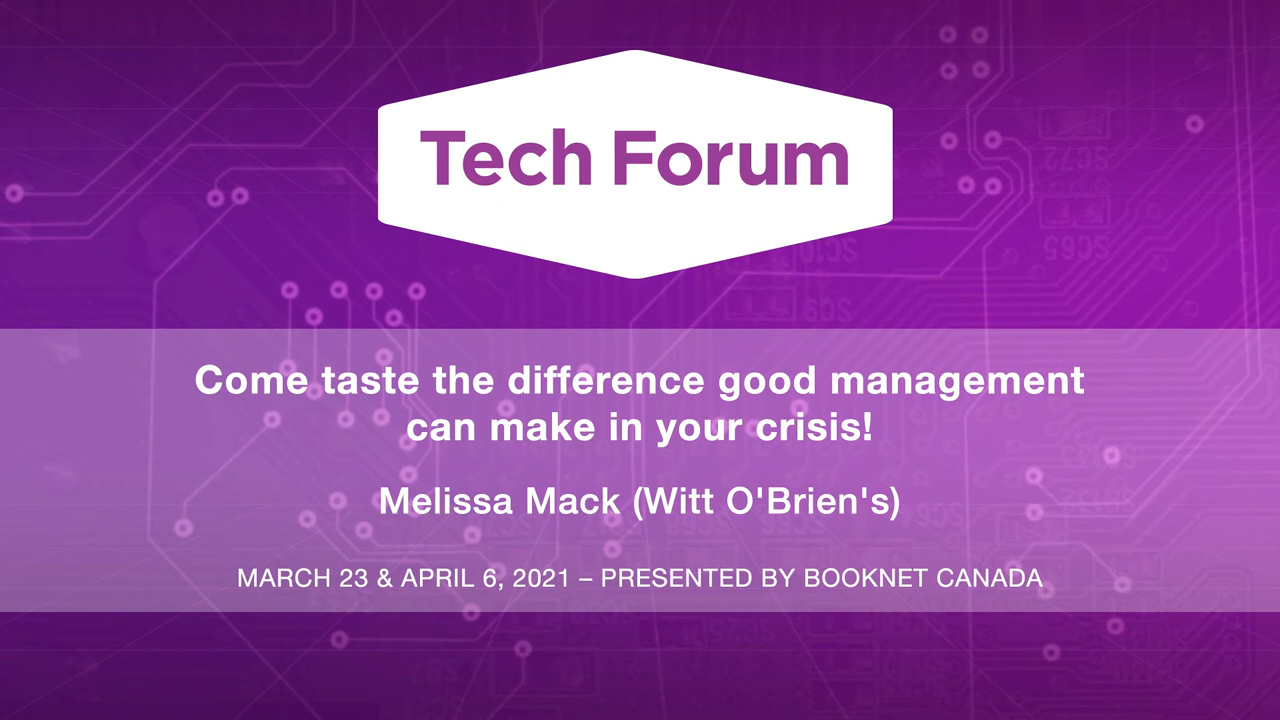 Tech Forum
Come taste the difference good management
can make in your crisis!
Melissa Mack (Witt O'Brien's)
MARCH 23 & APRIL 6, 2021 – PRESENTED BY BOOKNET CANADA